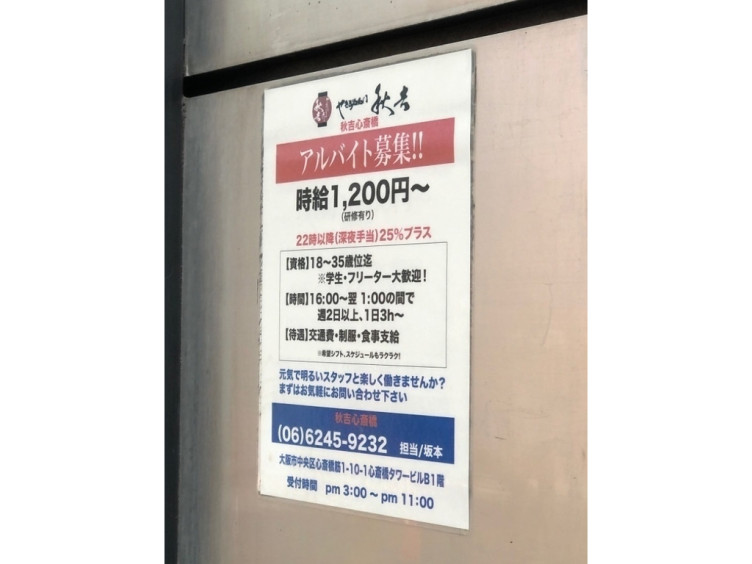 やきとりの名門 秋吉
秋吉心斎橋
アルバイト募集!!
時給1,200円〜
(研修有り)
22時以降(深夜手当)25%プラス
【資格】18〜35歳位迄
※学生・フリーター大歓迎!
【時間】16:00〜翌 1:00の間で
週2日以上、1日3h〜
【待遇】交通費・制服・食事支給
※希望シフト、スケジュールもラクラク!
元気で明るいスタッフと楽しく働きませんか?
まずはお気軽にお問い合わせ下さい
秋吉心斎橋
(06)6245-9232 担当/坂本
大阪市中央区心斎橋筋1-10-1心斎橋タワービルB1階
受付時間 pm 3:00 〜 pm 11:00